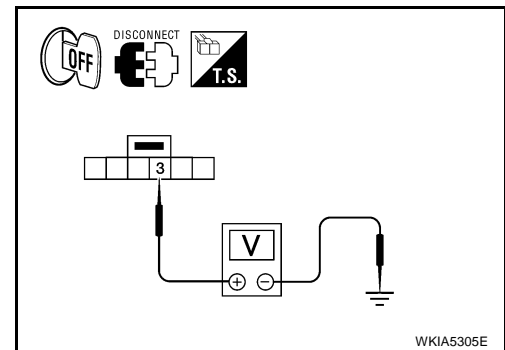 DISCONNECT
OFF
T.S.
3
V
+ −
WKIA5305E